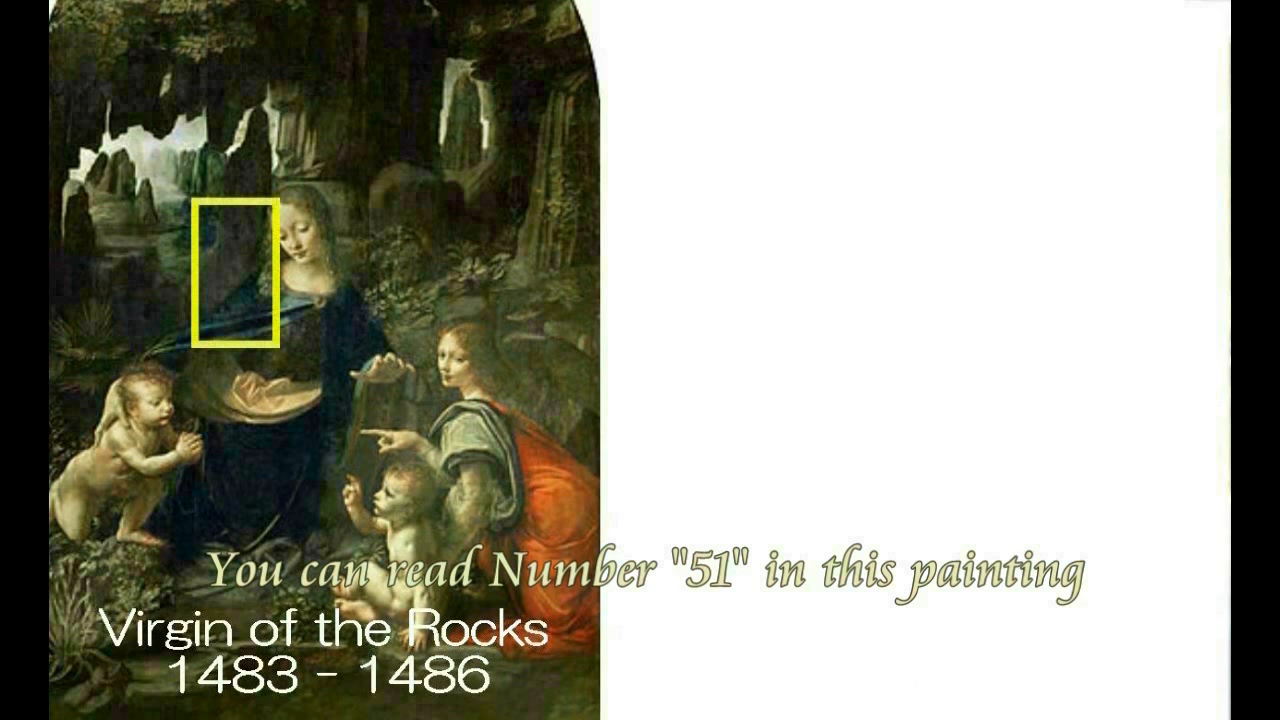 You can read Number "51" in this painting
Virgin of the Rocks
1483 - 1486